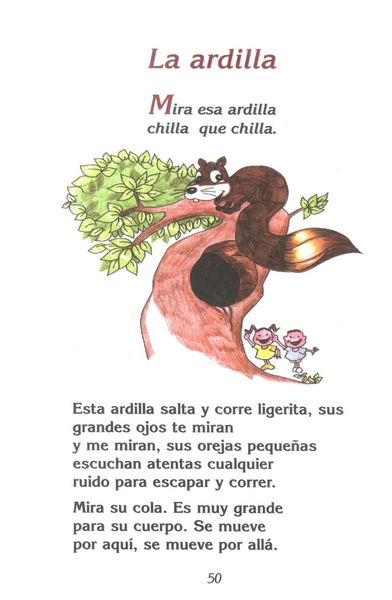 La ardilla
Mira esa ardilla
chilla que chilla.
Esta ardilla salta y corre ligerita, sus
grandes ojos te miran
y me miran, sus orejas pequeñas
escuchan atentas cualquier
ruido para escapar y correr.
Mira su cola. Es muy grande
para su cuerpo. Se mueve
por aquí, se mueve por allá.
50